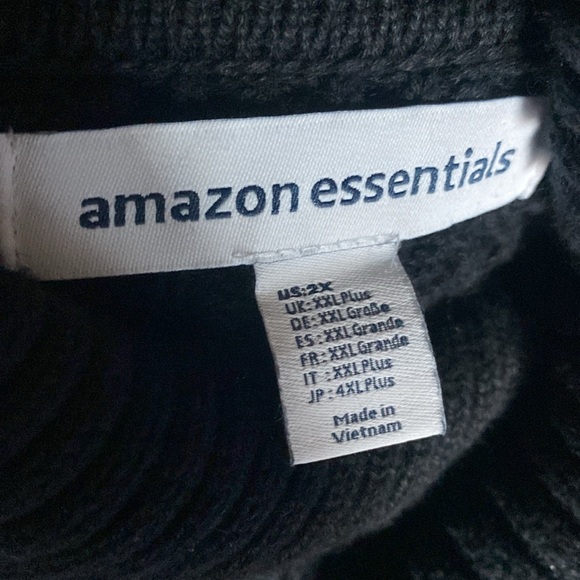 amazon essentials
US:2X
UK:XXLPlus
DE:XXLGroße
ES:XXLGrande
FR:XXLGrande
IT:XXLPlus
JP:4XLPlus
Made in
Vietnam